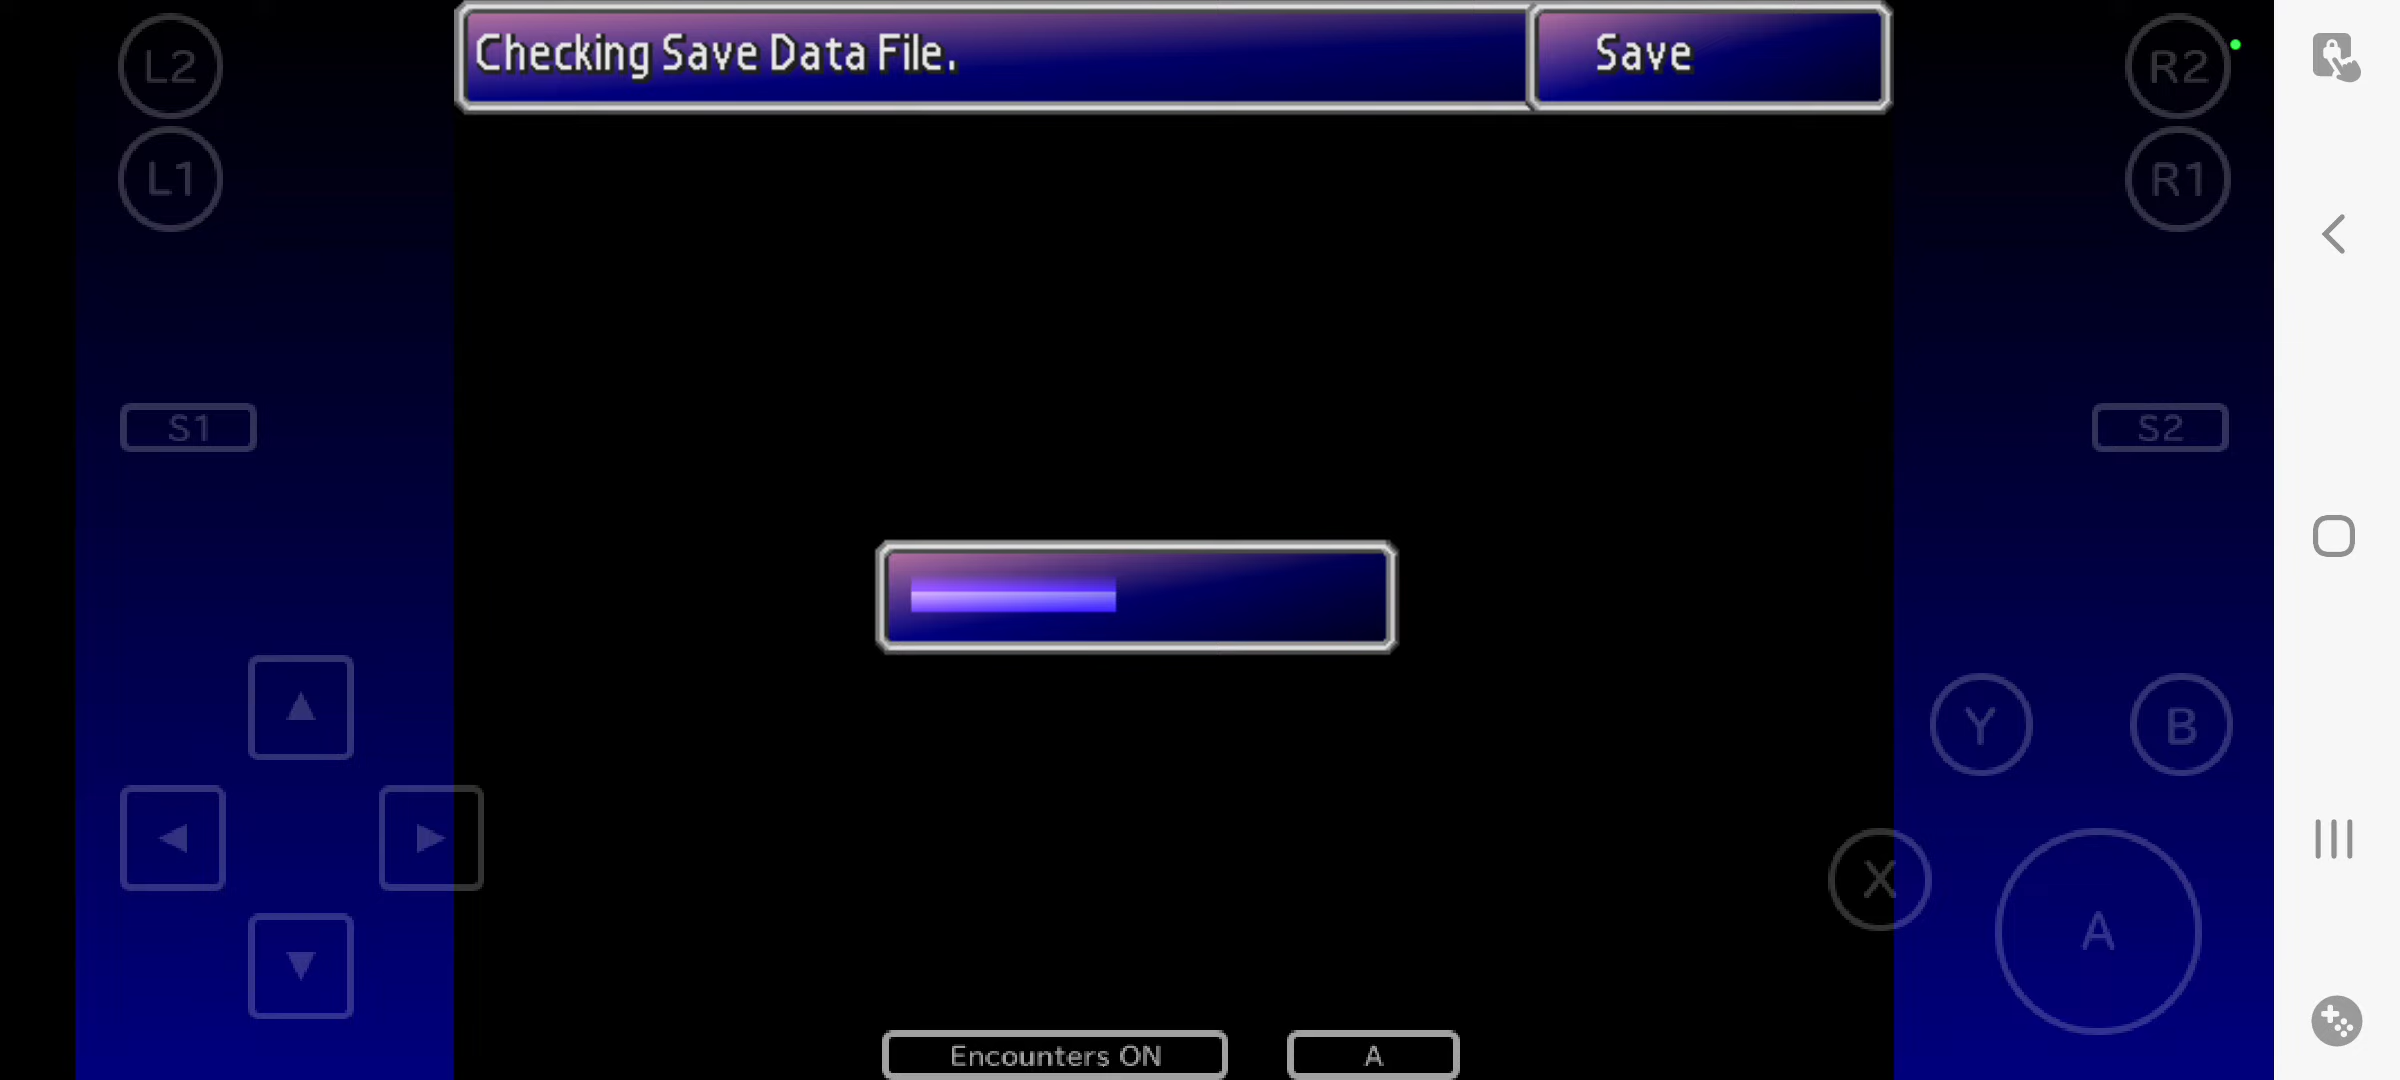 L2
Checking Save Data File.
Save
R2
L1
R1
S1
S2
Y
B
X
A
Encounters ON
A